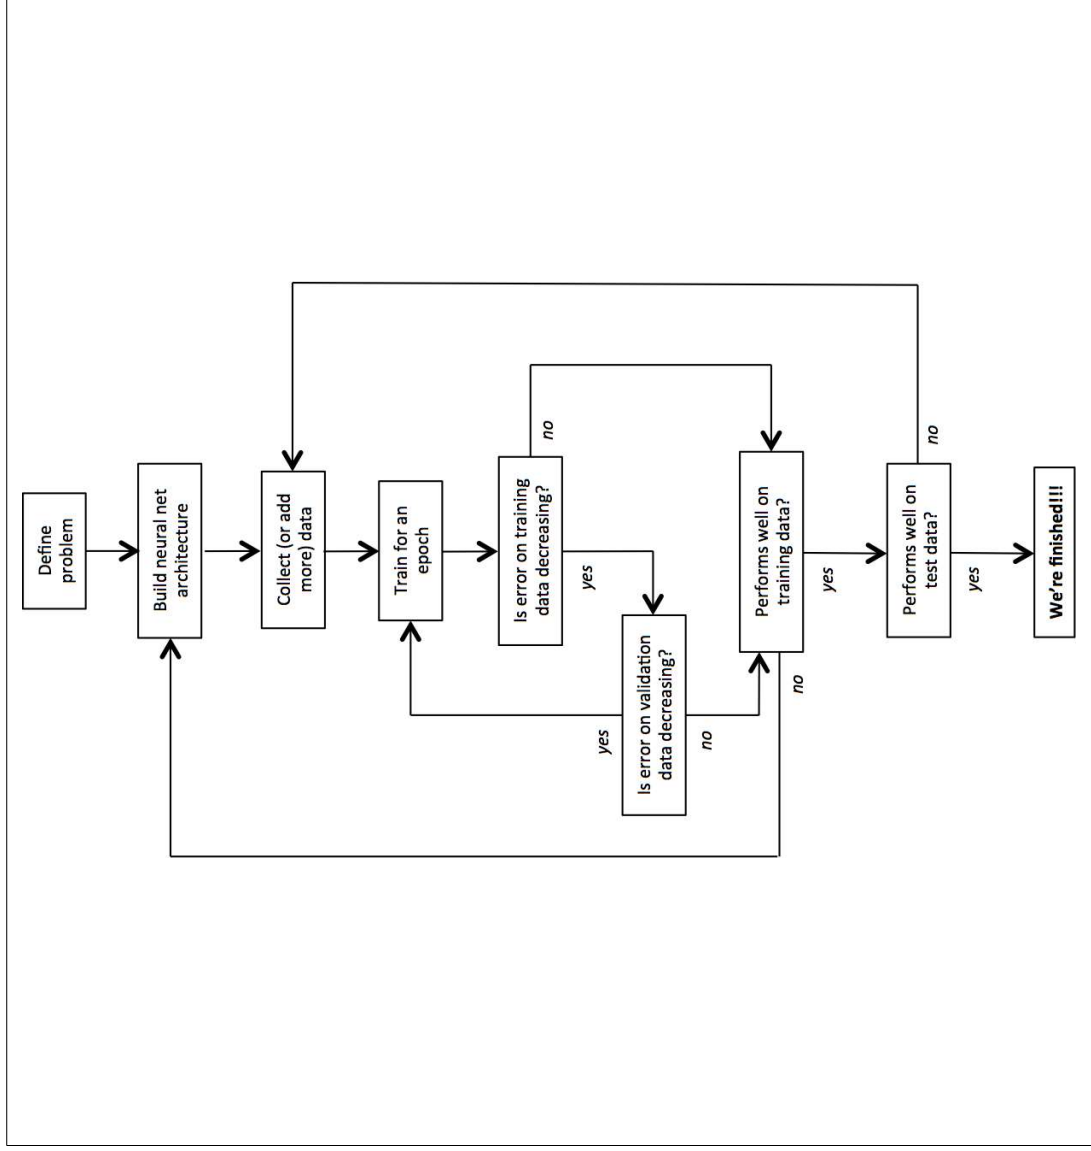 Define
problem
Build neural net
architecture
Collect (or add
more) data
Train for an
epoch
Is error on training
data decreasing?
no
yes
Is error on validation
data decreasing?
yes
no
Performs well on
training data?
no
yes
Performs well on
test data?
no
yes
We're finished!!!